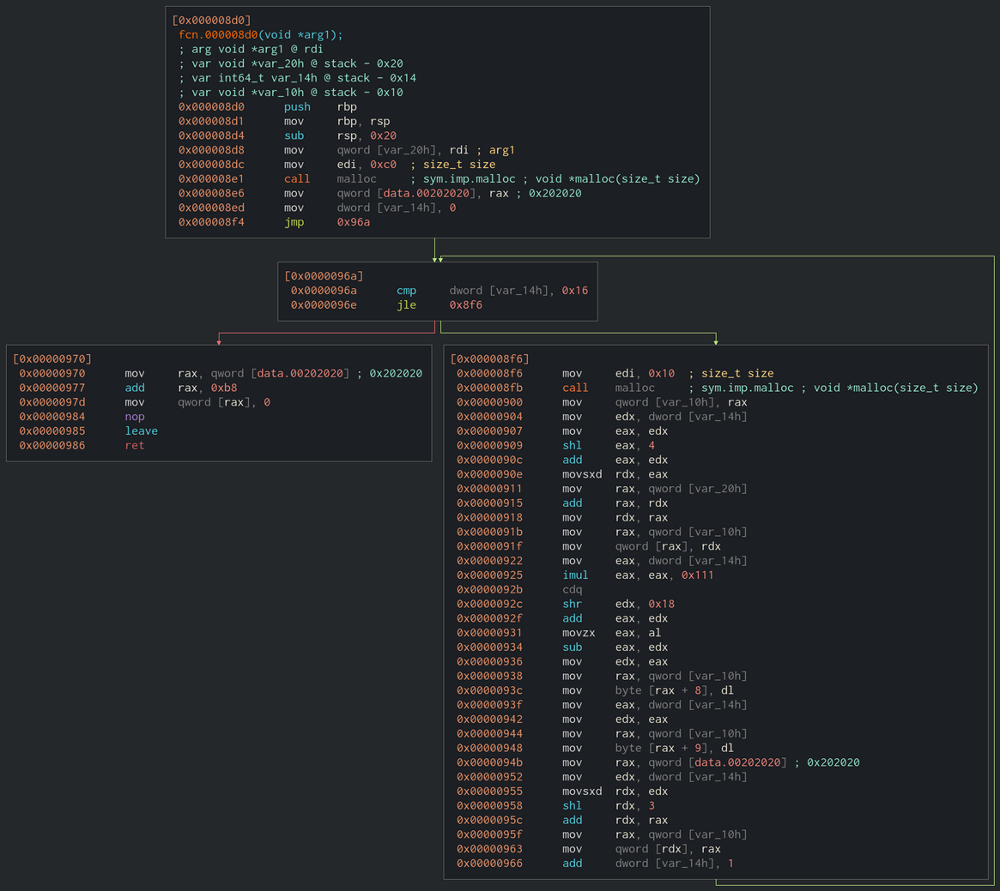 [0x000008d0]
fcn.000008d0(void *arg1);
; arg void *arg1 @ rdi
; var void *var_20h @ stack - 0x20
; var int64_t var_14h @ stack - 0x14
; var void *var_10h @ stack - 0x10
0x000008d0 push rbp
0x000008d1 mov rbp, rsp
0x000008d4 sub rsp, 0x20
0x000008d8 mov qword [var_20h], rdi ; arg1
0x000008dc mov edi, 0xc0 ; size_t size
0x000008e1 call malloc ; sym.imp.malloc ; void *malloc(size_t size)
0x000008e6 mov qword [data.00202020], rax ; 0x202020
0x000008ed mov dword [var_14h], 0
0x000008f4 jmp 0x96a
[0x0000096a]
0x0000096a cmp dword [var_14h], 0x16
0x0000096e jle 0x8f6
[0x00000970]
0x00000970 mov rax, qword [data.00202020] ; 0x202020
0x00000977 add rax, 0xb8
0x0000097d mov qword [rax], 0
0x00000984 nop
0x00000985 leave
0x00000986 ret
[0x000008f6]
0x000008f6 mov edi, 0x10 ; size_t size
0x000008fb call malloc ; sym.imp.malloc ; void *malloc(size_t size)
0x00000900 mov qword [var_10h], rax
0x00000904 mov edx, dword [var_14h]
0x00000907 mov eax, edx
0x00000909 shl eax, 4
0x0000090c add eax, edx
0x0000090e movsxd rdx, eax
0x00000911 mov rax, qword [var_20h]
0x00000915 add rax, rdx
0x00000918 mov rdx, rax
0x0000091b mov rax, qword [var_10h]
0x0000091f mov qword [rax], rdx
0x00000922 mov eax, dword [var_14h]
0x00000925 imul eax, eax, 0x111
0x0000092b cdq
0x0000092c shr edx, 0x18
0x0000092f add eax, edx
0x00000931 movzx eax, al
0x00000934 sub eax, edx
0x00000936 mov edx, eax
0x00000938 mov rax, qword [var_10h]
0x0000093c mov byte [rax + 8], dl
0x0000093f mov eax, dword [var_14h]
0x00000942 mov edx, eax
0x00000944 mov rax, qword [var_10h]
0x00000948 mov byte [rax + 9], dl
0x0000094b mov rax, qword [data.00202020] ; 0x202020
0x00000952 mov edx, dword [var_14h]
0x00000955 movsxd rdx, edx
0x00000958 shl rdx, 3
0x0000095c add rdx, rax
0x0000095f mov rax, qword [var_10h]
0x00000963 mov qword [rdx], rax
0x00000966 add dword [var_14h], 1